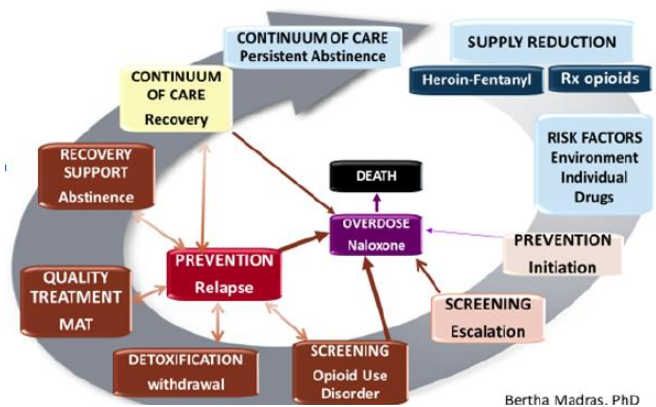 CONTINUUM OF CARE
Persistent Abstinence
SUPPLY REDUCTION
Heroin-Fentanyl
Rx opioids
CONTINUUM
OF CARE
Recovery
RISK FACTORS
Environment
Individual
Drugs
RECOVERY
SUPPORT
Abstinence
DEATH
OVERDOSE
Naloxone
PREVENTION
Initiation
PREVENTION
Relapse
QUALITY
TREATMENT
MAT
SCREENING
Escalation
DETOXIFICATION
withdrawal
SCREENING
Opioid Use
Disorder
Bertha Madras, PhD